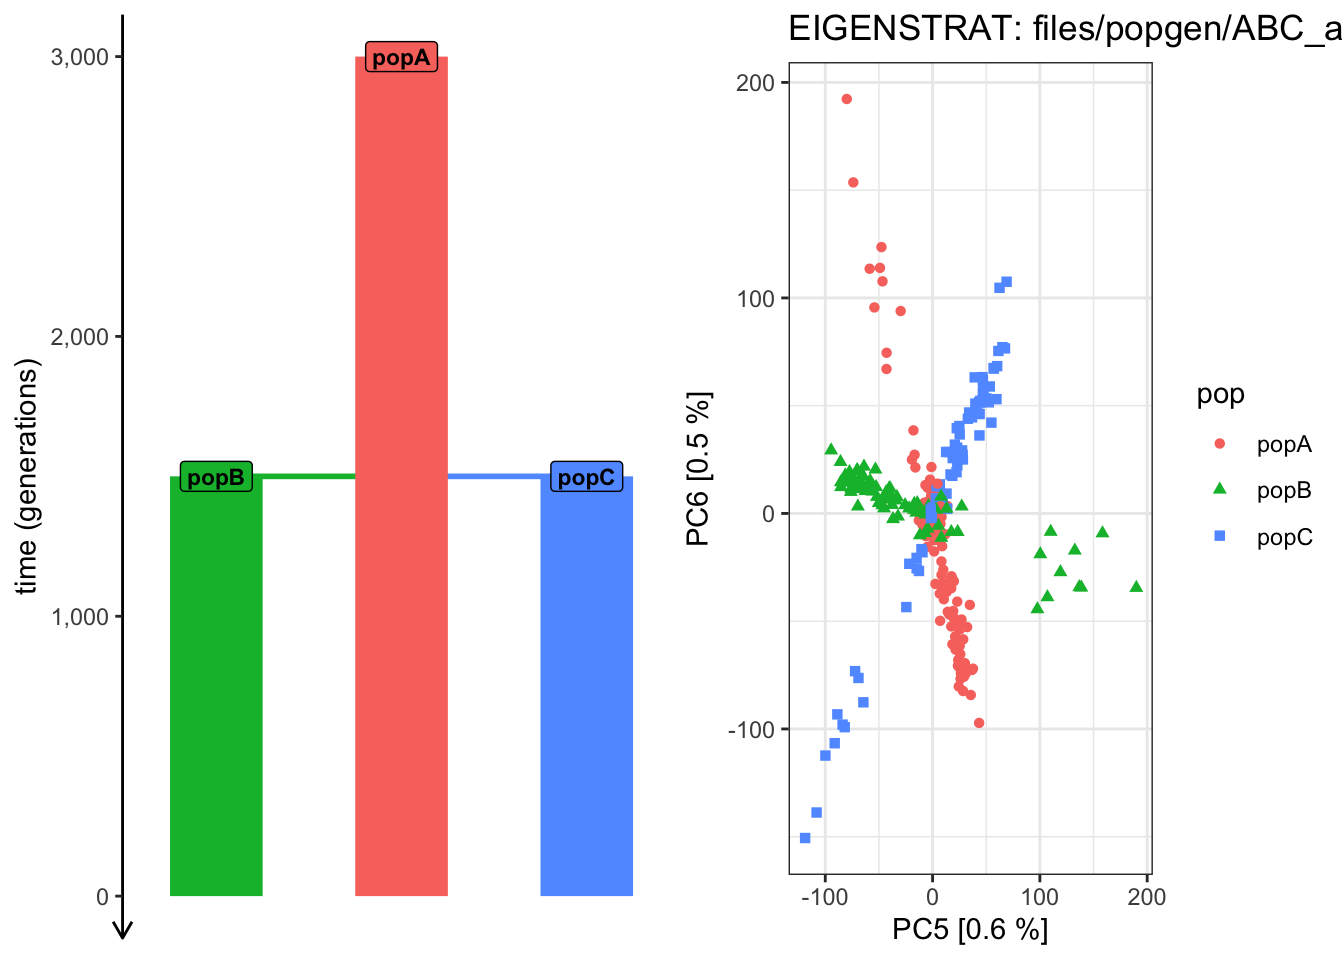 time (generations)
3,000
2,000
1,000
0
popA
popB
popC
EIGENSTRAT: files/popgen/ABC_a
PC6 [0.5 %]
200
100
0
-100
-100
0
100
200
PC5 [0.6 %]
pop
popA
popB
popC